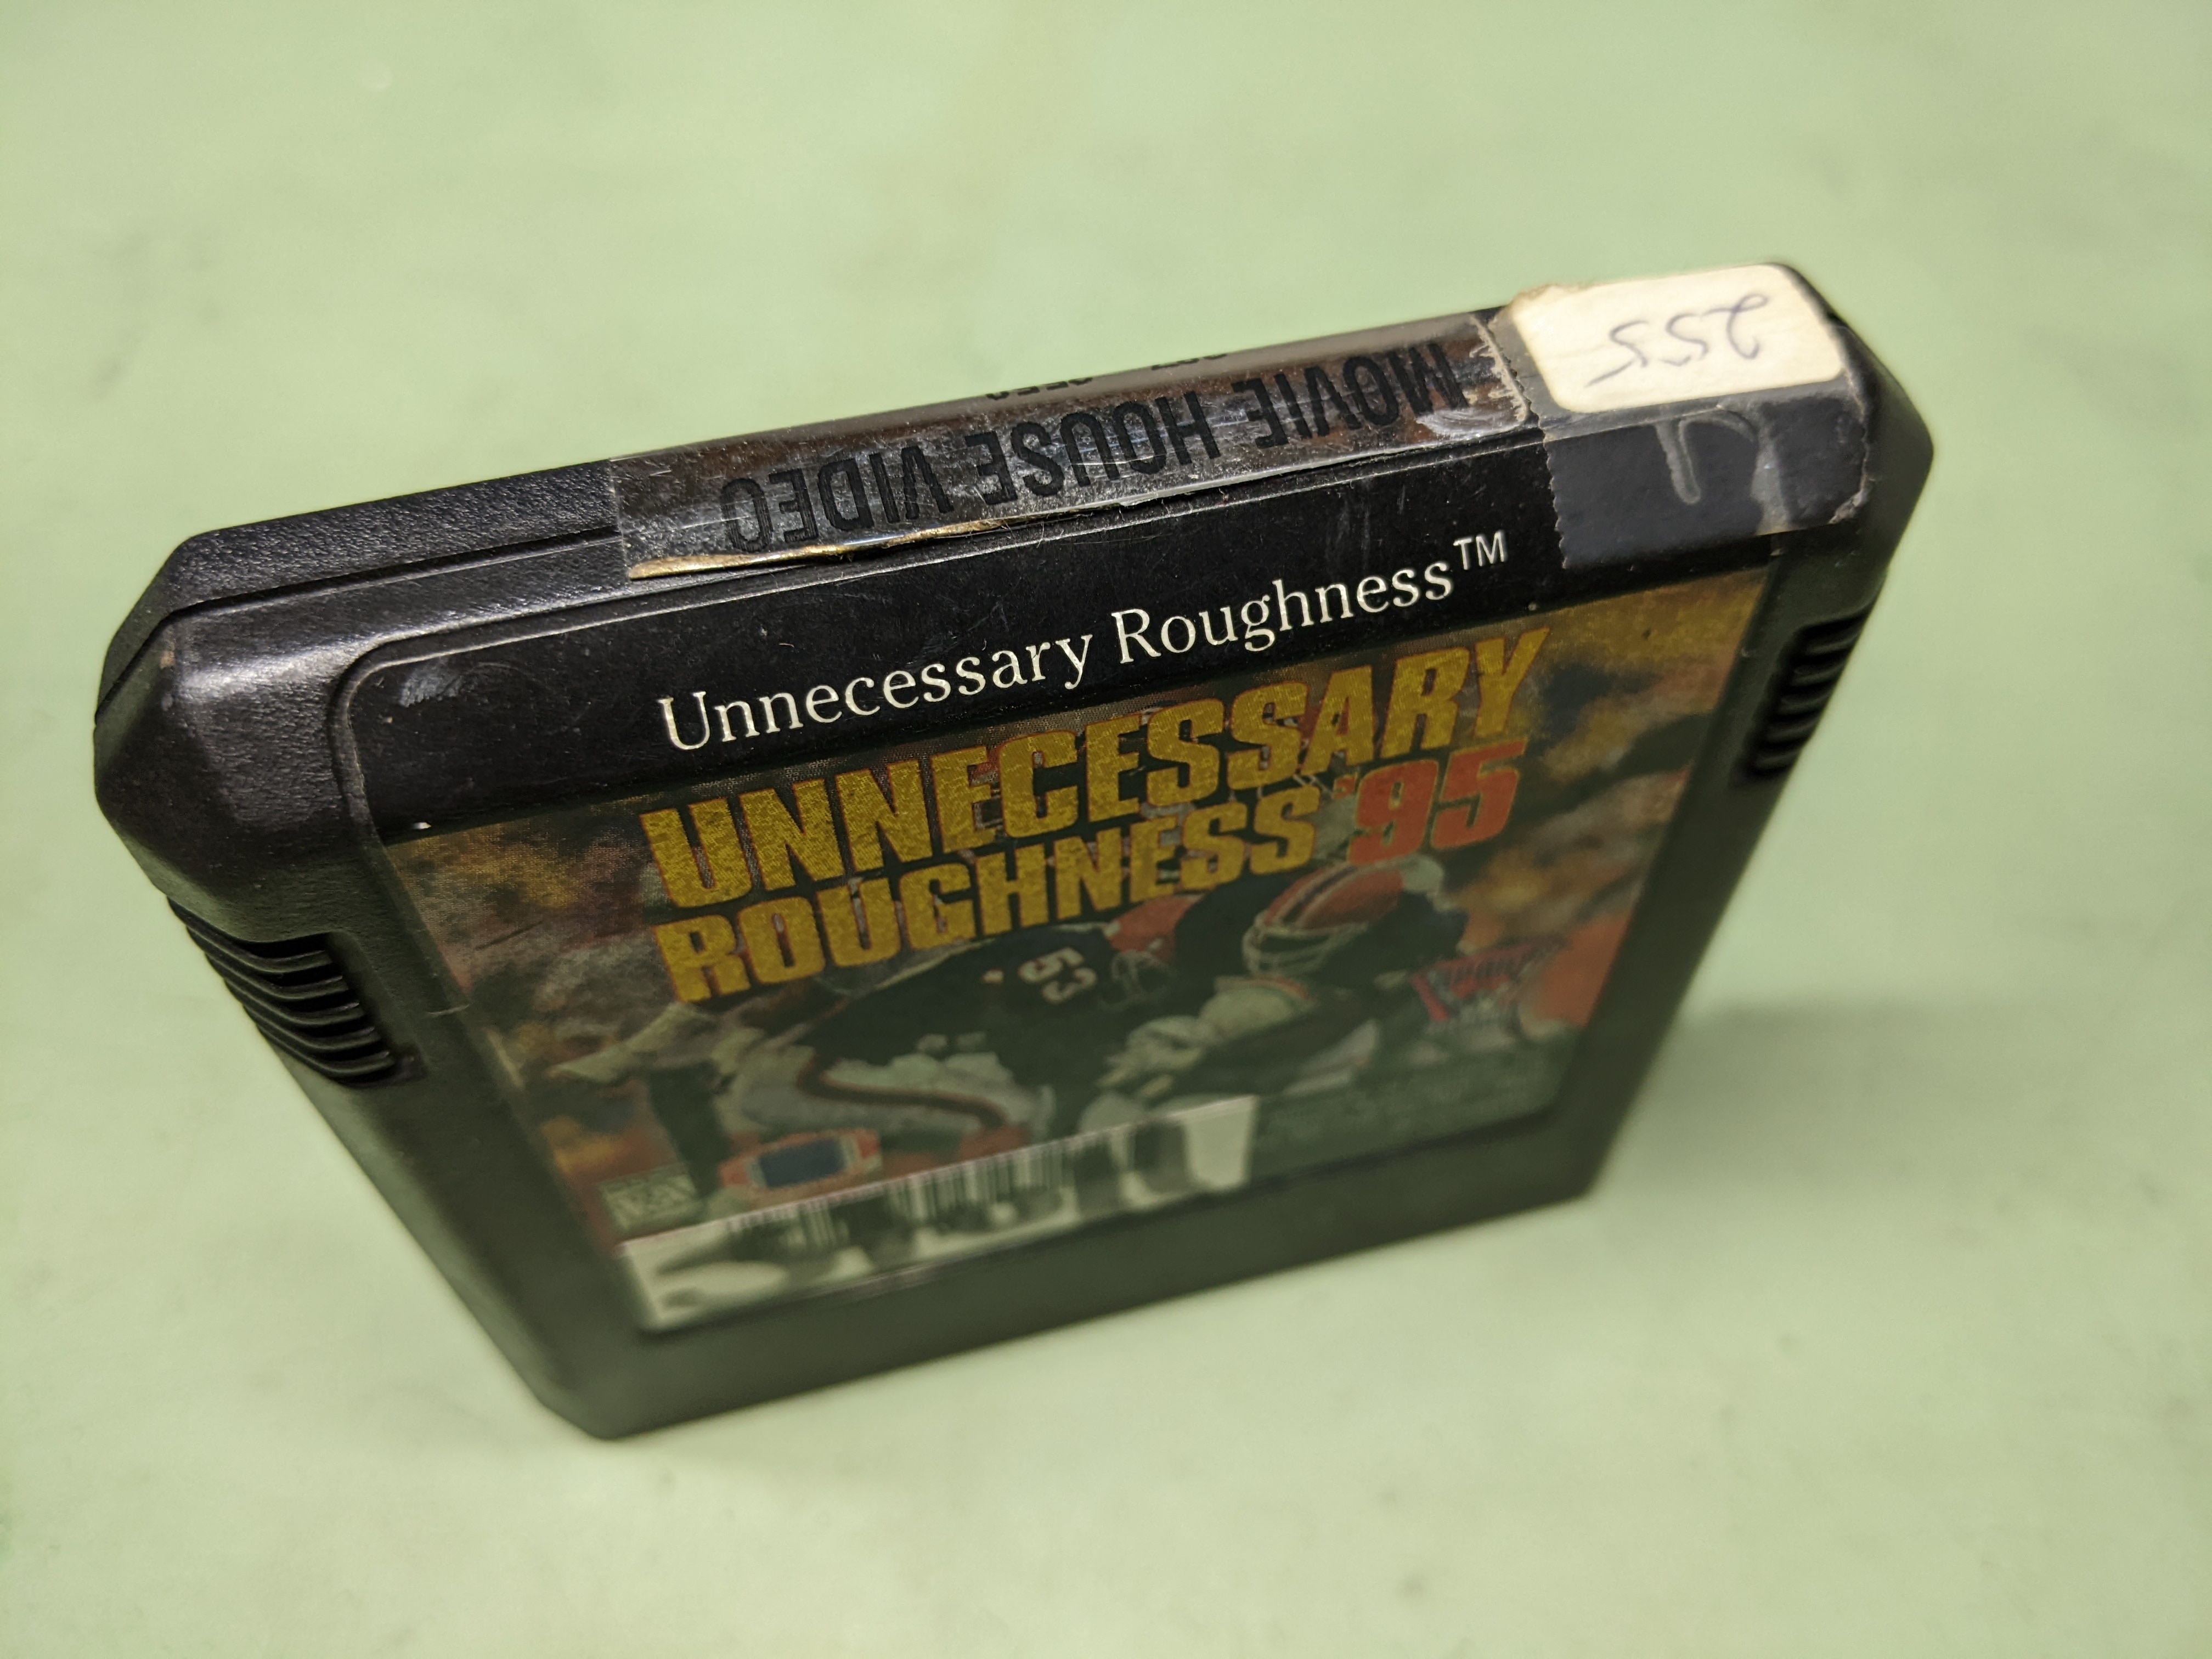 255
MOVIE HOUSE VIDEO
Unnecessary Roughness™
UNNECESSARY
ROUGHNESS '95
53